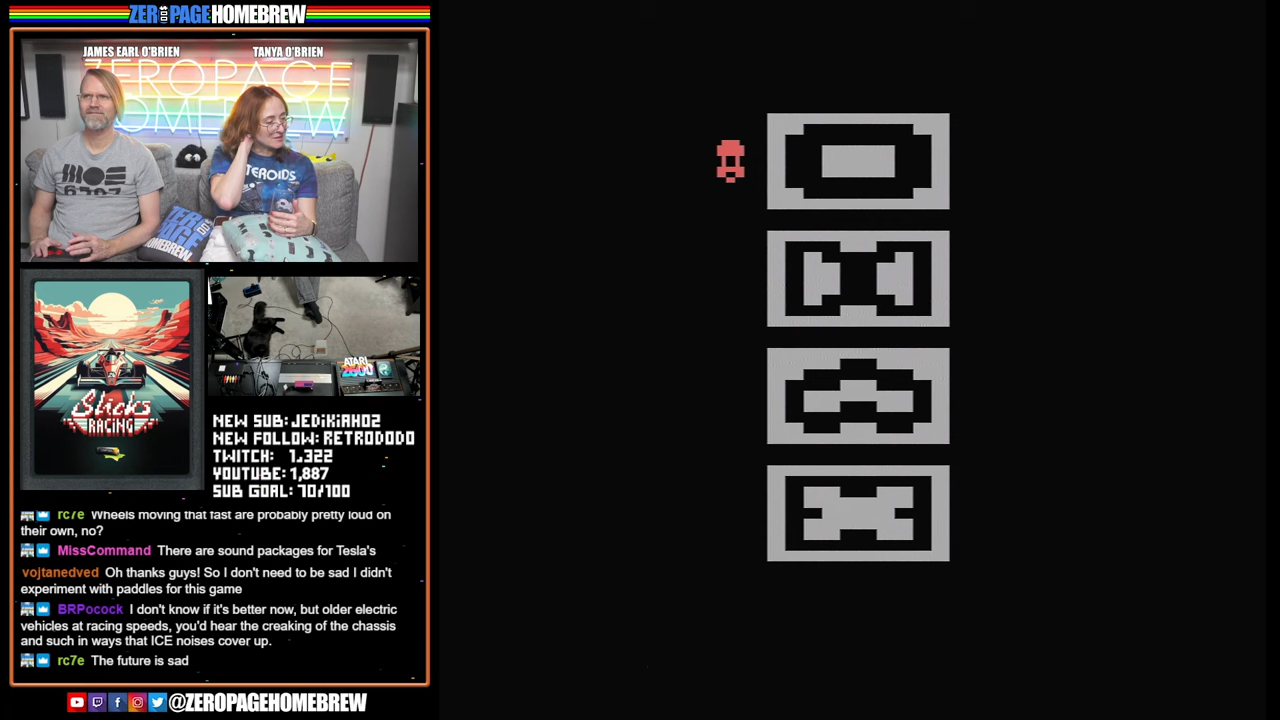 ZEROPAGE HOMEBREW
JAMES EARL O'BRIEN
TANYA O'BRIEN
ZEROPAGE
HOMEBREW
ATARI
2600
Slicks
RACING
NEW SUB: JEDIKIAH02
NEW FOLLOW: RETRODODO
TWITCH: 1,322
YOUTUBE: 1,887
SUB GOAL: 70/100
rc7e Wheels moving that fast are probably pretty loud on
their own, no?
MissCommand There are sound packages for Tesla's
vojtanedved Oh thanks guys! So I don't need to be sad I didn't
experiment with paddles for this game
BRPocock I don't know if it's better now, but older electric
vehicles at racing speeds, you'd hear the creaking of the chassis
and such in ways that ICE noises cover up.
rc7e The future is sad
@ZEROPAGEHOMEBREW